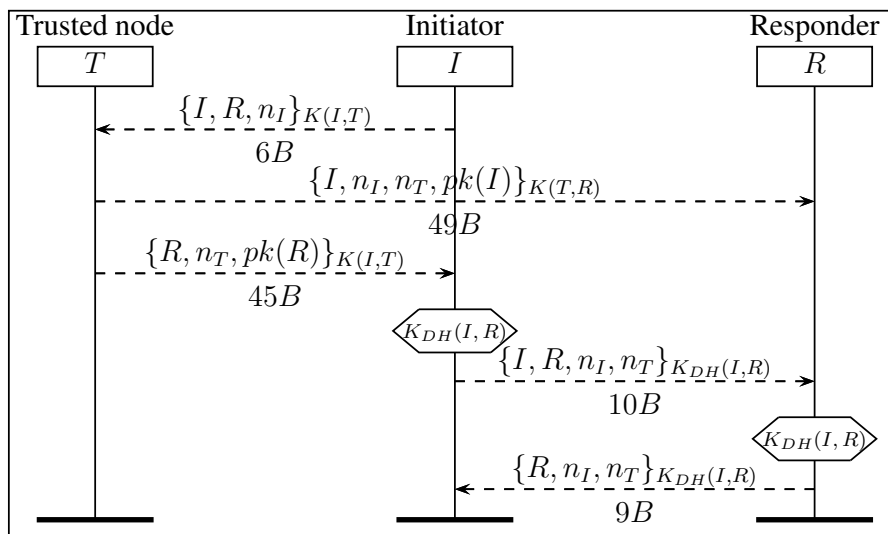 Trusted node Initiator Responder
T I R
{I, R, n_I}_{K(I,T)}
6B
{I, n_I, n_T, pk(I)}_{K(T,R)}
49B
{R, n_T, pk(R)}_{K(I,T)}
45B
K_{DH}(I, R)
{I, R, n_I, n_T}_{K_{DH}(I,R)}
10B
K_{DH}(I, R)
{R, n_I, n_T}_{K_{DH}(I,R)}
9B